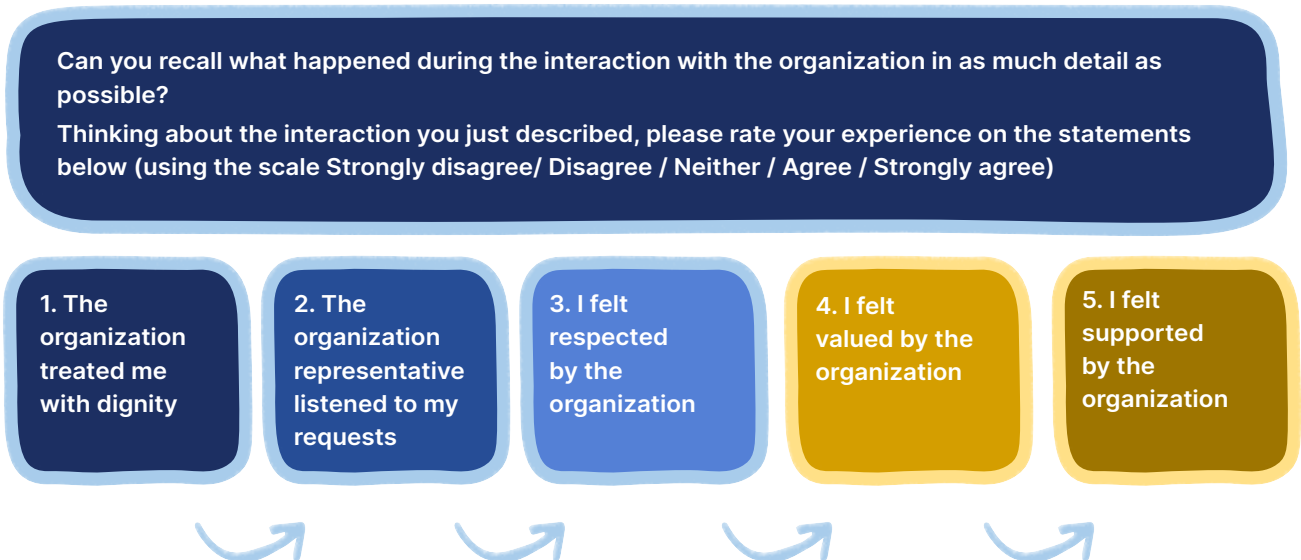 Can you recall what happened during the interaction with the organization in as much detail as
possible?
Thinking about the interaction you just described, please rate your experience on the statements
below (using the scale Strongly disagree/ Disagree / Neither / Agree / Strongly agree)
1. The
organization
treated me
with dignity
2. The
organization
representative
listened to my
requests
3. I felt
respected
by the
organization
4. I felt
valued by the
organization
5. I felt
supported
by the
organization